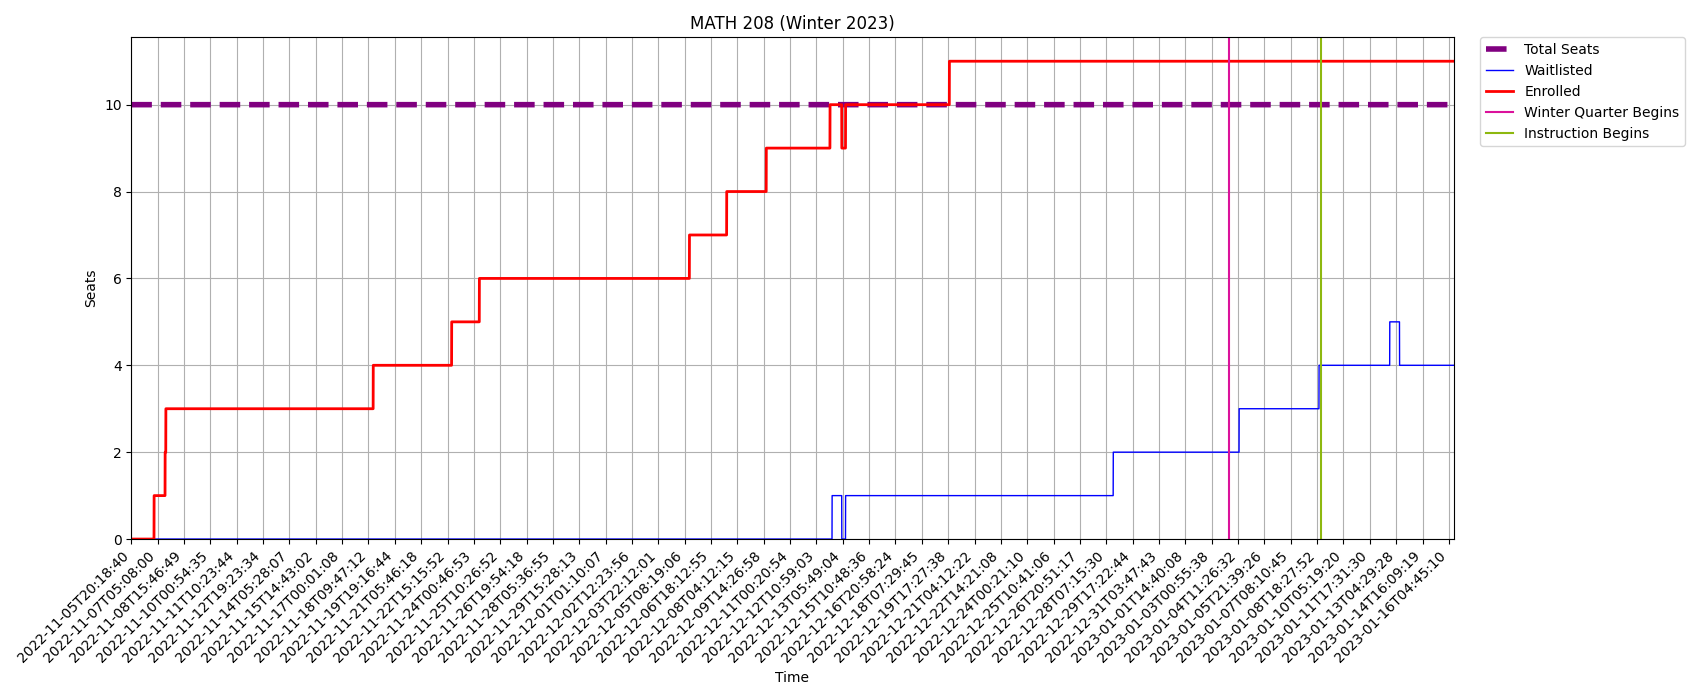 MATH 208 (Winter 2023)
Total Seats
Waitlisted
Enrolled
Winter Quarter Begins
Instruction Begins
Seats
10
8
6
4
2
0
2022-11-05T20:18:40
2022-11-07T05:08:00
2022-11-08T15:46:49
2022-11-10T00:54:35
2022-11-11T10:23:44
2022-11-12T19:23:34
2022-11-14T05:28:07
2022-11-15T14:43:02
2022-11-17T00:01:08
2022-11-18T09:47:12
2022-11-19T19:16:44
2022-11-21T05:46:18
2022-11-22T15:15:52
2022-11-24T00:46:53
2022-11-25T10:26:52
2022-11-26T19:54:18
2022-11-28T05:36:55
2022-11-29T15:28:13
2022-12-01T01:10:07
2022-12-02T12:23:56
2022-12-03T22:12:01
2022-12-05T08:19:06
2022-12-06T18:12:55
2022-12-08T04:12:15
2022-12-09T14:26:58
2022-12-11T00:20:54
2022-12-12T10:59:03
2022-12-13T05:49:04
2022-12-15T10:48:36
2022-12-16T20:58:24
2022-12-18T07:29:45
2022-12-19T17:27:38
2022-12-21T04:12:22
2022-12-22T14:21:08
2022-12-24T00:21:10
2022-12-25T10:41:06
2022-12-26T20:51:17
2022-12-28T07:15:30
2022-12-29T17:22:44
2022-12-31T03:47:43
2023-01-01T14:40:08
2023-01-03T00:55:38
2023-01-04T11:26:32
2023-01-05T21:39:26
2023-01-07T08:10:45
2023-01-08T18:27:52
2023-01-10T05:19:20
2023-01-11T17:31:30
2023-01-13T04:29:28
2023-01-14T16:09:19
2023-01-16T04:45:10
Time